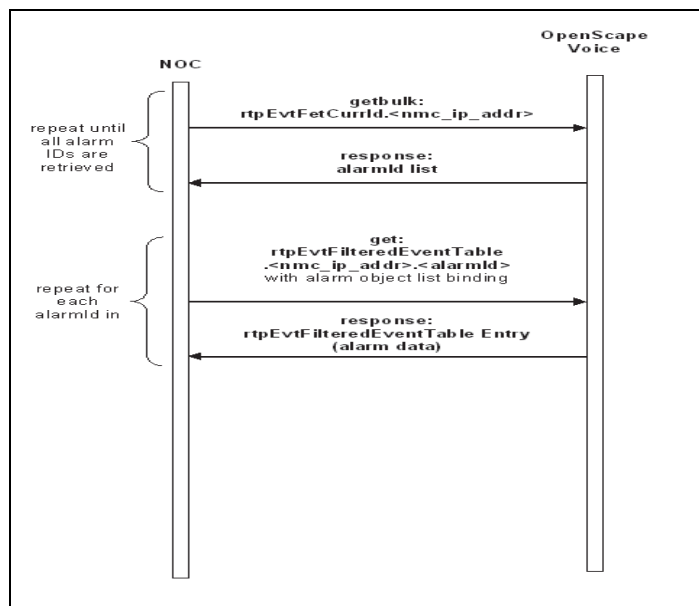 OpenScape
Voice
NOC
getbulk:
rtpEvtFetCurrId.<nmc_ip_addr>
repeat until
all alarm
IDs are
retrieved
response:
alarmId list
get:
rtpEvtFilteredEventTable
.<nmc_ip_addr>.<alarmId>
with alarm object list binding
repeat for
each
alarmId in
response:
rtpEvtFilteredEventTable Entry
(alarm data)